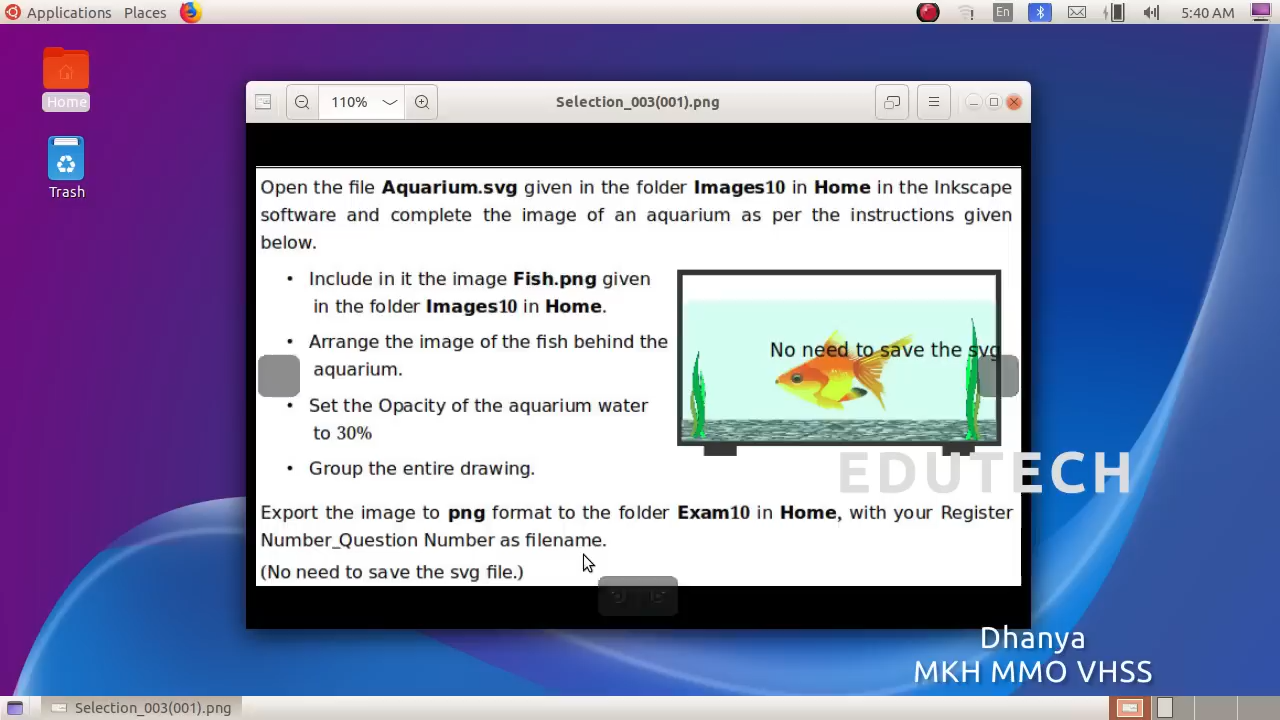 Applications Places En 5:40 AM
Home
Trash
110% Selection_003(001).png
Open the file Aquarium.svg given in the folder Images10 in Home in the Inkscape
software and complete the image of an aquarium as per the instructions given
below.
• Include in it the image Fish.png given
in the folder Images10 in Home.
• Arrange the image of the fish behind the
aquarium.
• Set the Opacity of the aquarium water
to 30%
• Group the entire drawing.
No need to save the svg
Export the image to png format to the folder Exam10 in Home, with your Register
Number_Question Number as filename.
(No need to save the svg file.)
EDUTECH
Dhanya
MKH MMO VHSS
Selection_003(001).png